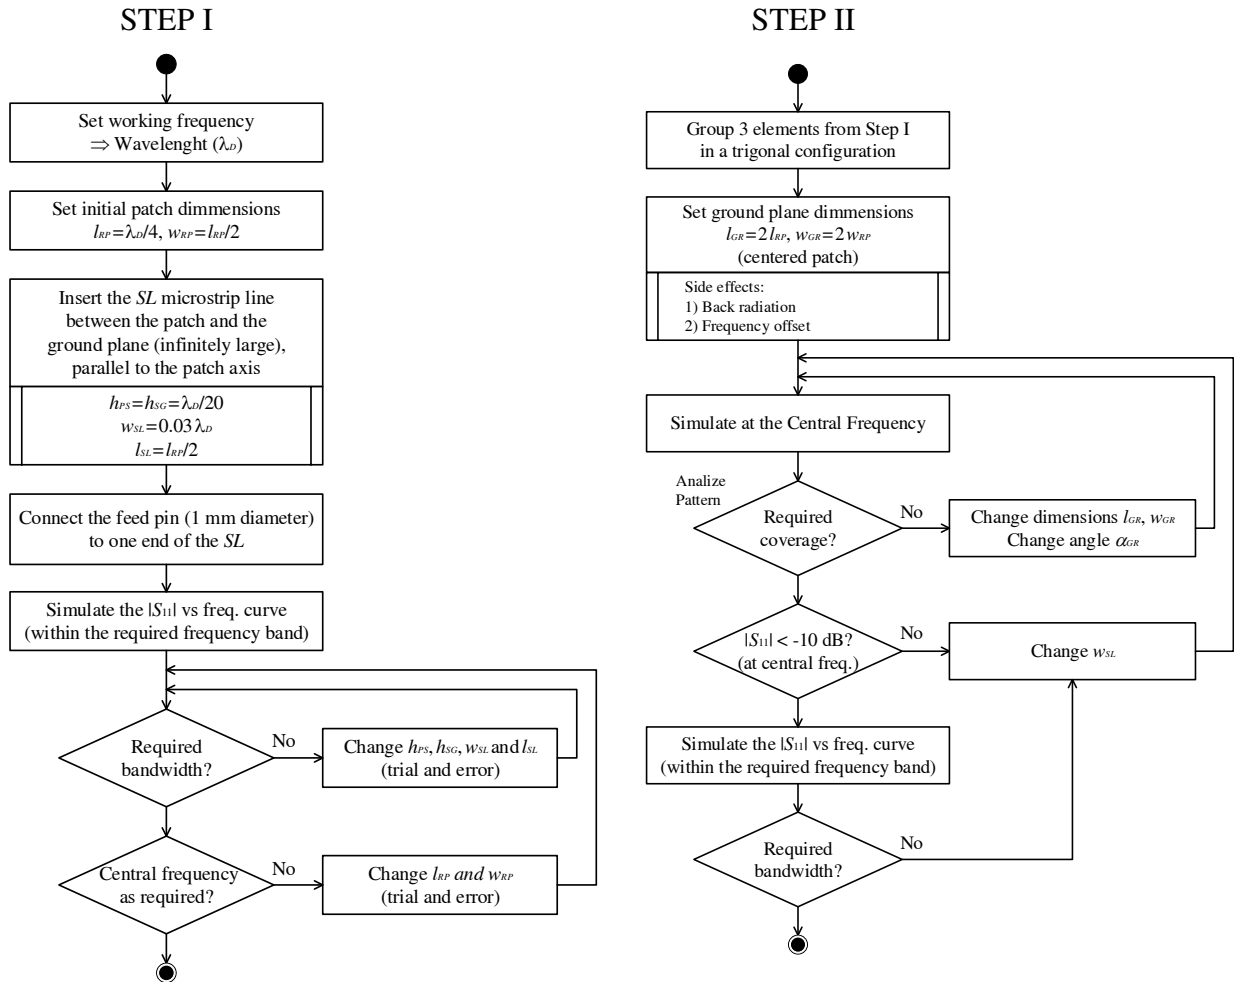 STEP I
Set working frequency
⇒ Wavelenght (λD)
Set initial patch dimmensions
lRP=λD/4, wRP=lRP/2
Insert the SL microstrip line
between the patch and the
ground plane (infinitely large),
parallel to the patch axis
hPS=hSG=λD/20
wSL=0.03λD
lSL=lRP/2
Connect the feed pin (1 mm diameter)
to one end of the SL
Simulate the |S11| vs freq. curve
(within the required frequency band)
Required
bandwidth?
No
Change hPS, hSG, wSL and lSL
(trial and error)
Central frequency
as required?
No
Change lRP and wRP
(trial and error)
STEP II
Group 3 elements from Step I
in a trigonal configuration
Set ground plane dimmensions
lGR=2lRP, wGR=2wRP
(centered patch)
Side effects:
1) Back radiation
2) Frequency offset
Simulate at the Central Frequency
Analize
Pattern
Required
coverage?
No
Change dimensions lGR, wGR
Change angle αGR
|S11| < -10 dB?
(at central freq.)
No
Change wSL
Simulate the |S11| vs freq. curve
(within the required frequency band)
Required
bandwidth?
No